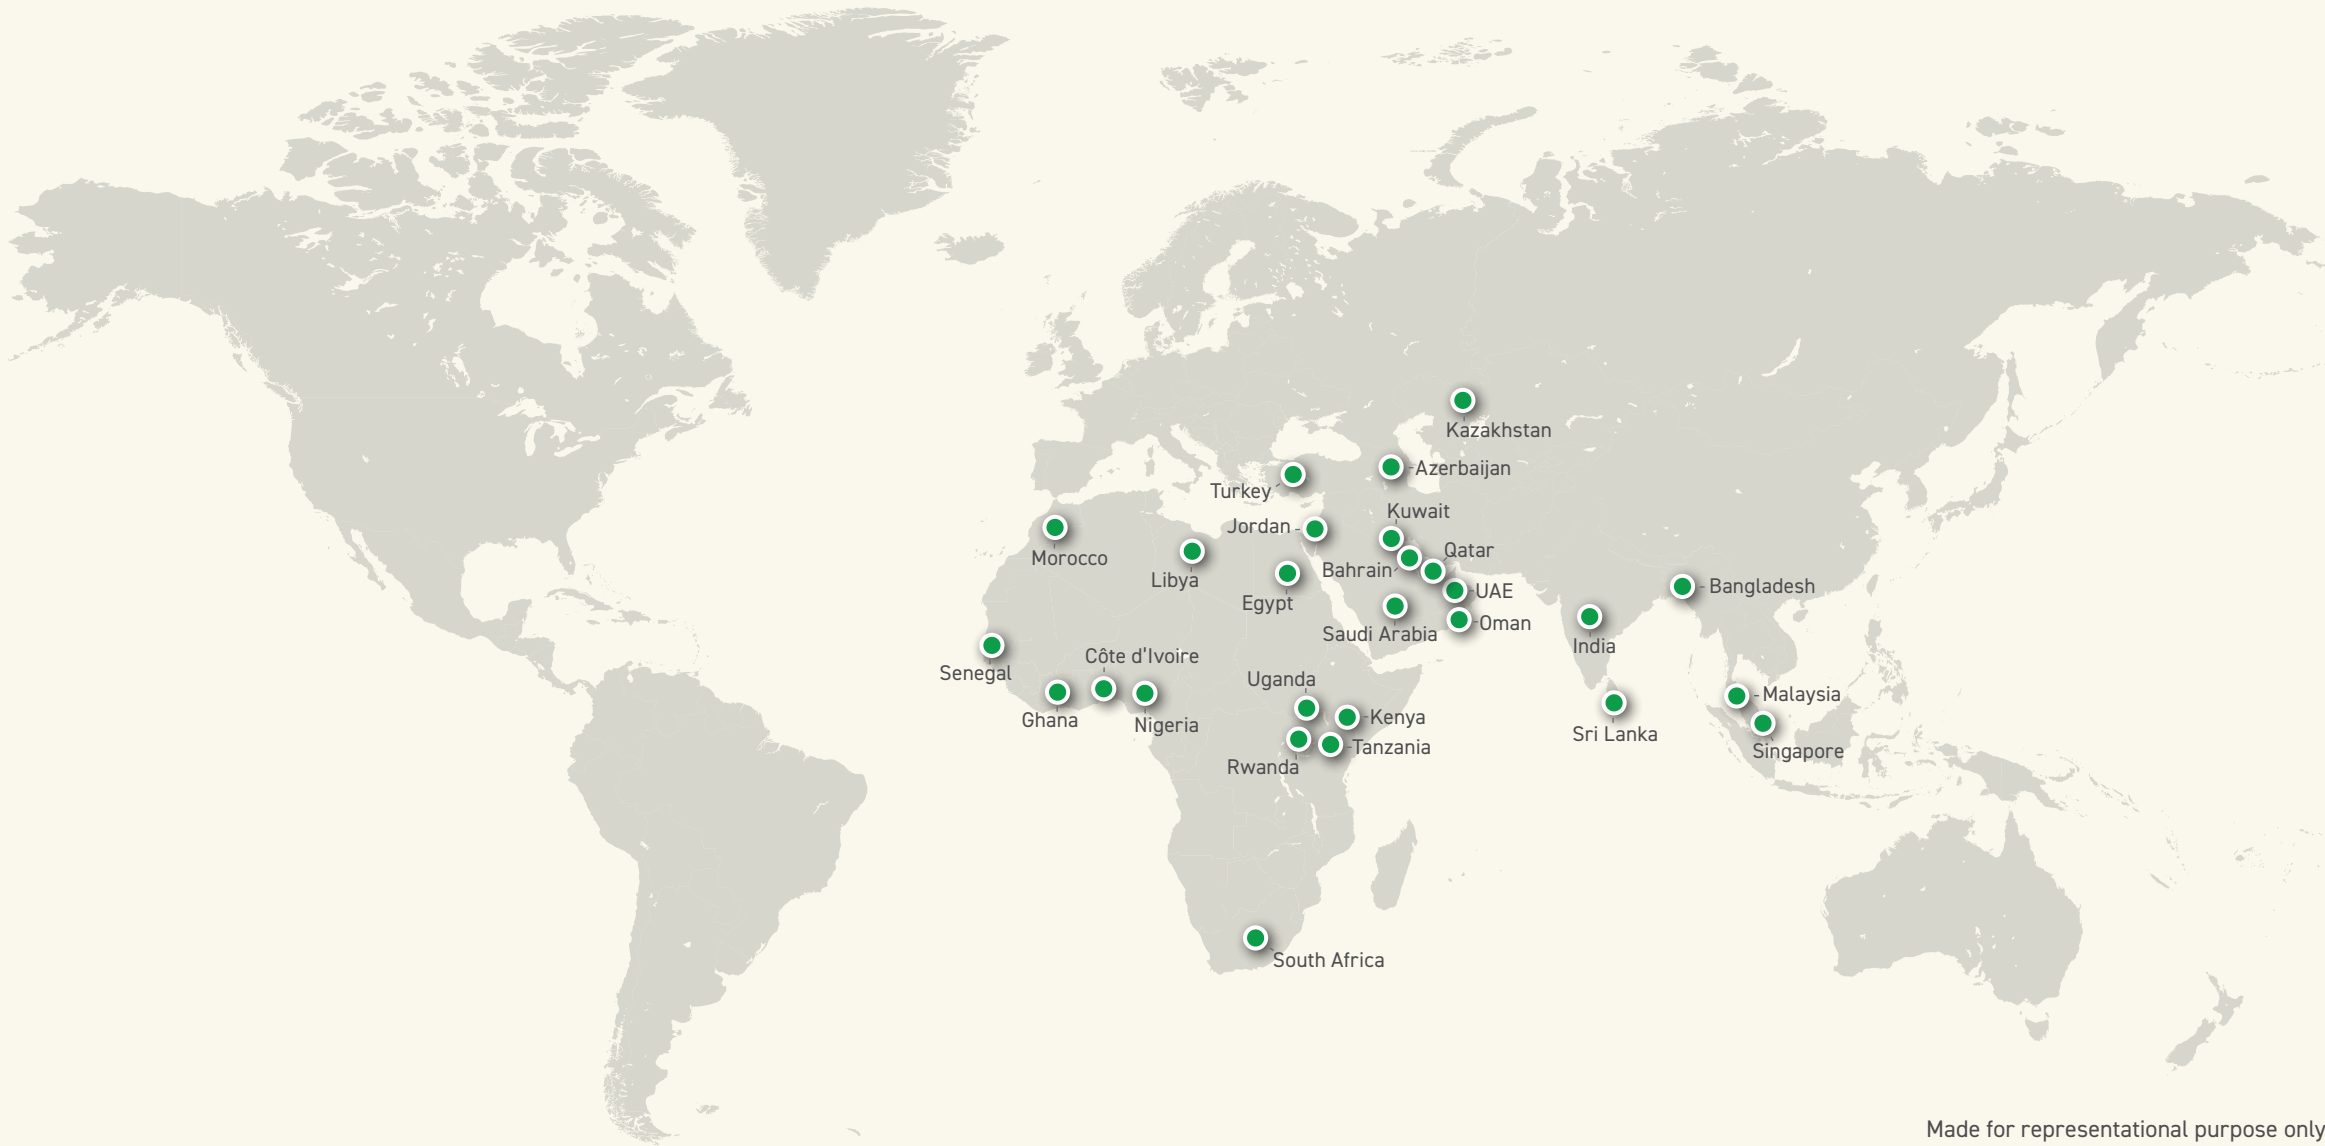 Kazakhstan
Azerbaijan
Turkey
Kuwait
Jordan
Morocco
Qatar
Libya
Bahrain
Bangladesh
UAE
Egypt
Oman
Saudi Arabia
India
Côte d'Ivoire
Senegal
Uganda
Malaysia
Ghana
Nigeria
Kenya
Sri Lanka
Tanzania
Singapore
Rwanda
South Africa
Made for representational purpose only